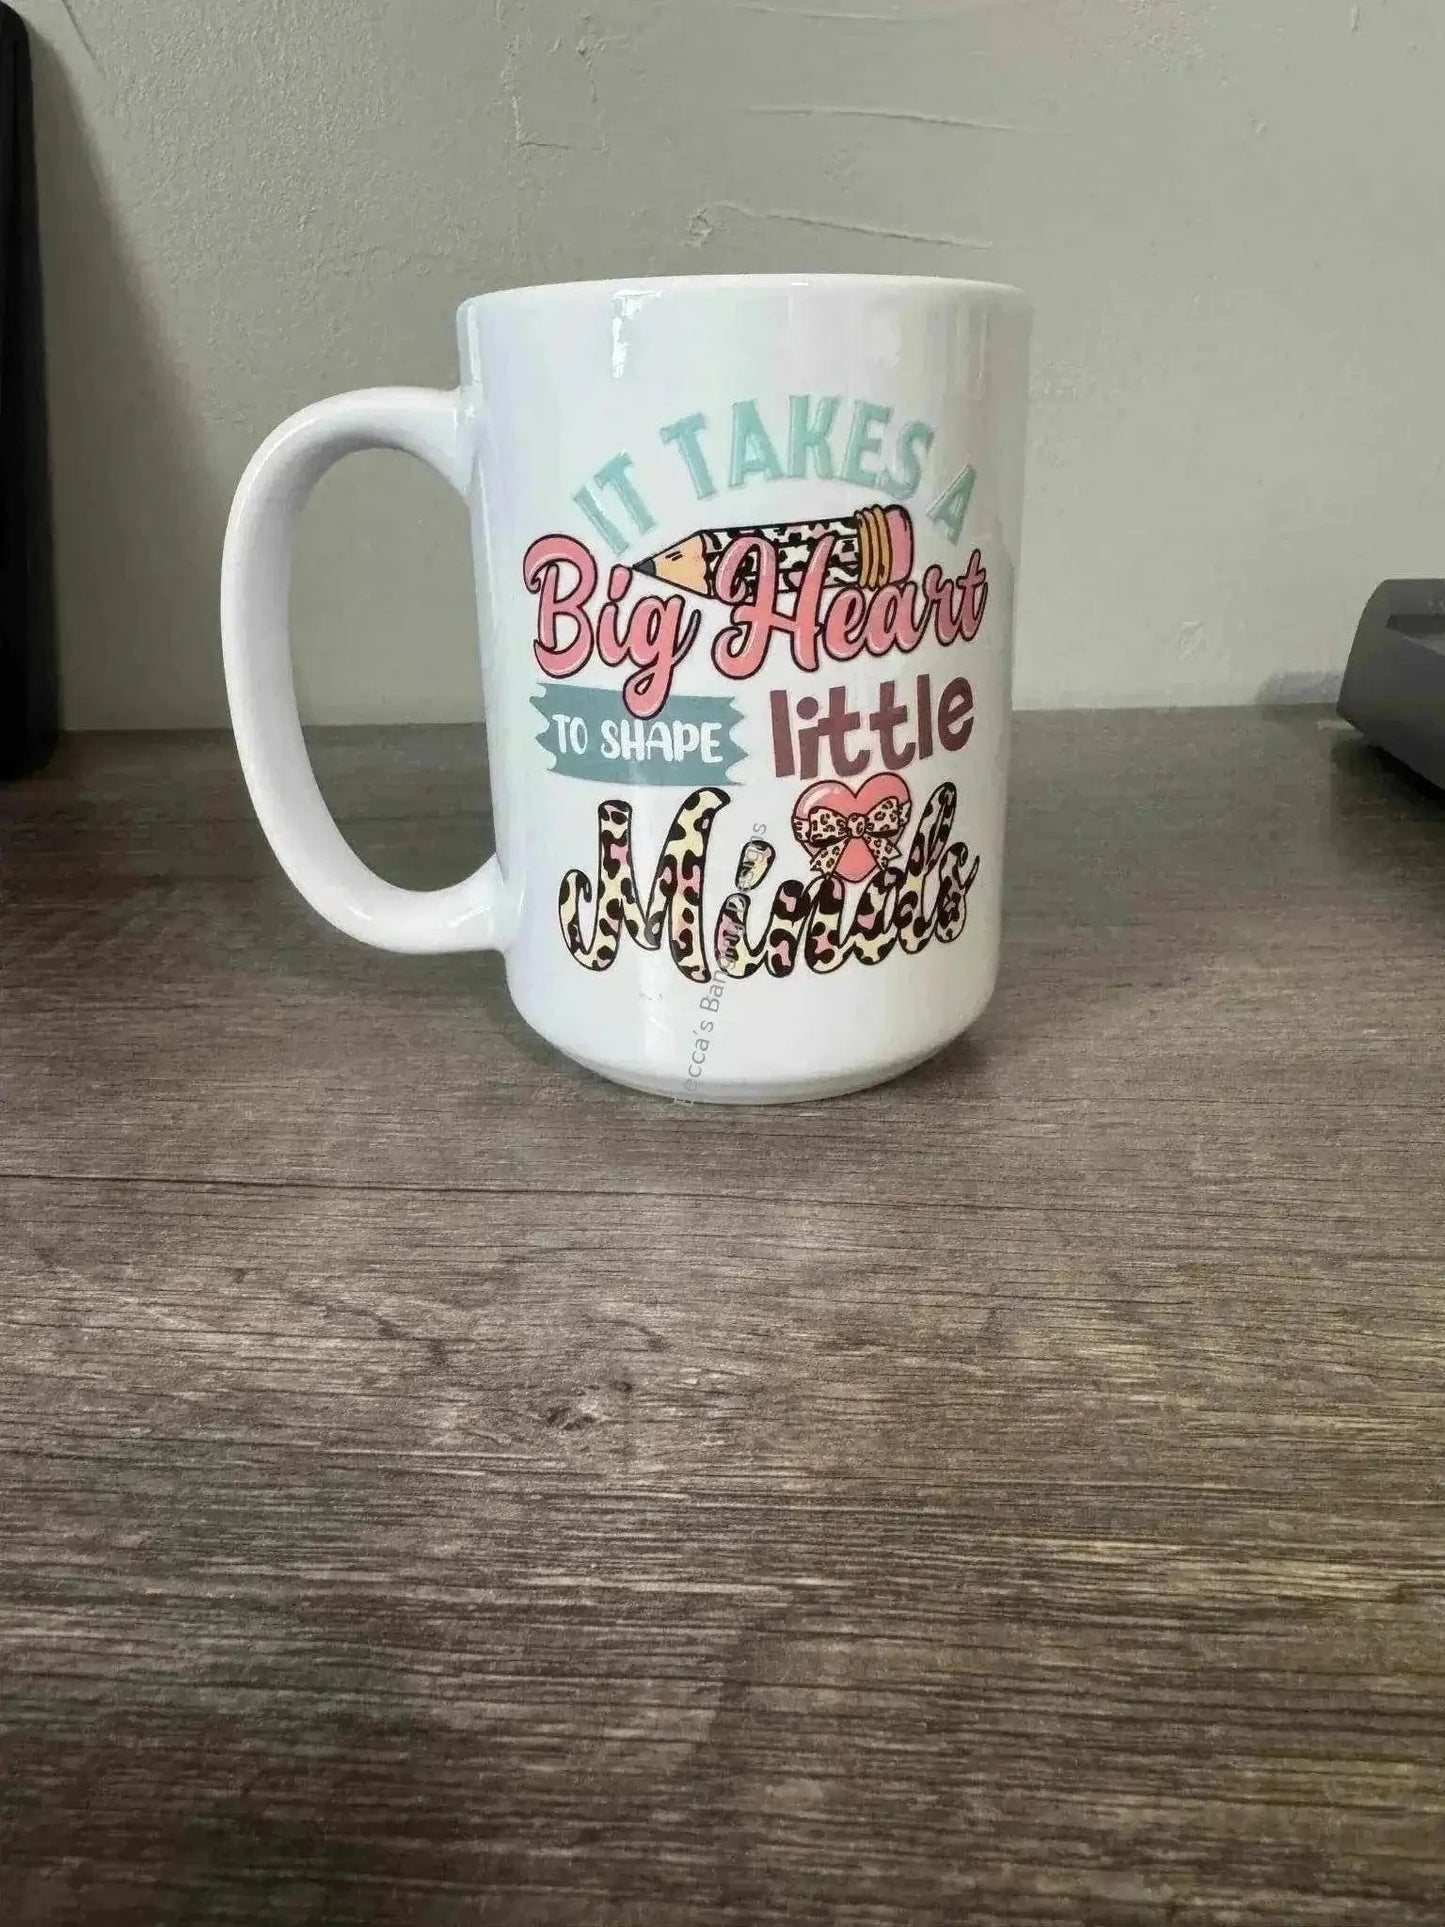 IT TAKES A
Big Heart
TO SHAPE little
Minds